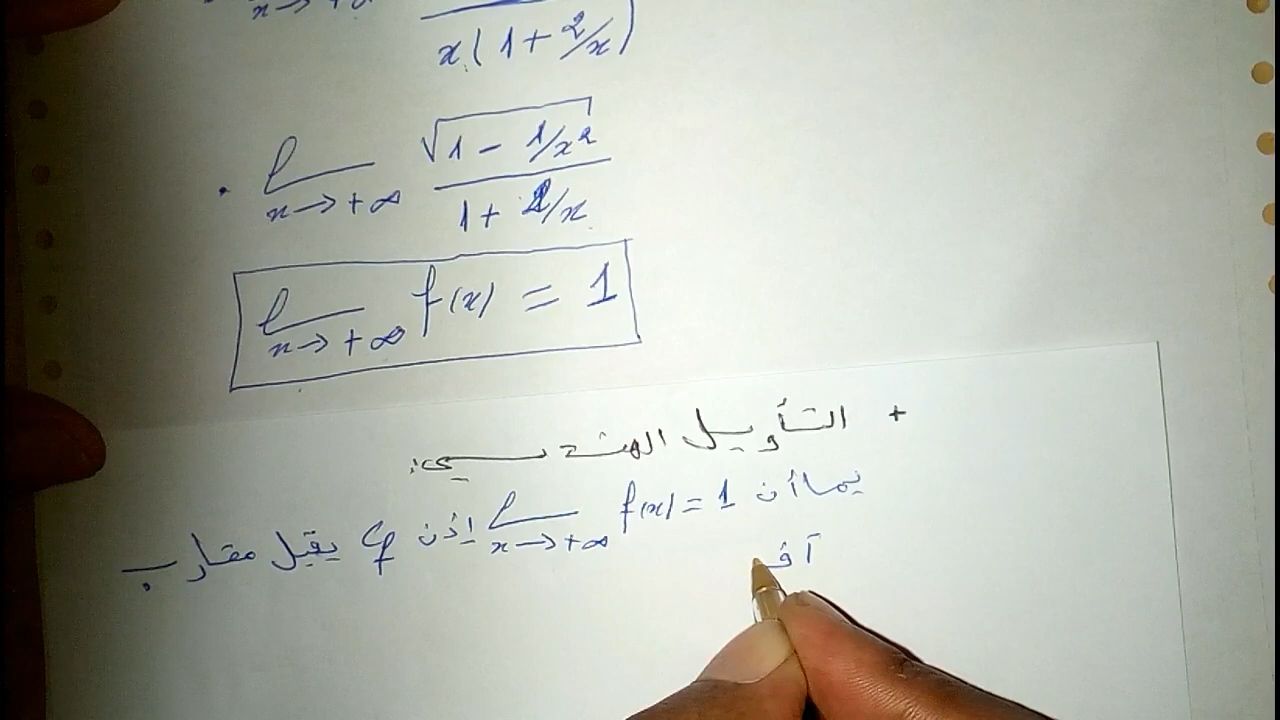 x → +∞
x(1 + 2/x)
. lim x → +∞ √(1 - 1/x²) / (1 + 2/x)
lim x → +∞ f(x) = 1
+ التأويل الهندسي:
بما أن lim x → +∞ f(x) = 1 إذن Cf يقبل مقارب